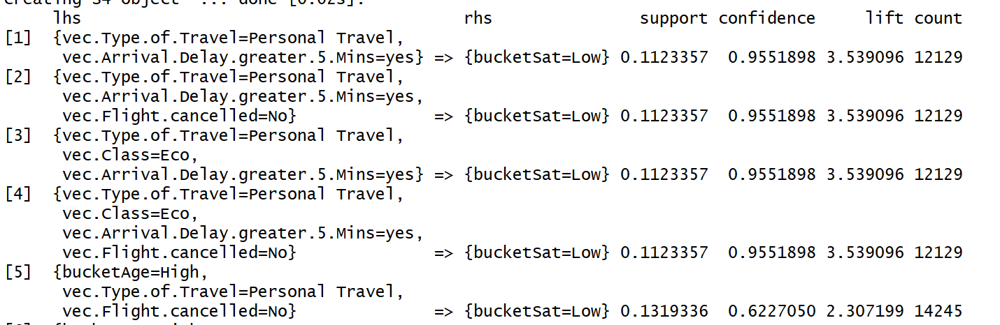 creating S4 object ... done [0.02s].
lhs rhs support confidence lift count
[1] {vec.Type.of.Travel=Personal Travel,
vec.Arrival.Delay.greater.5.Mins=yes} => {bucketSat=Low} 0.1123357 0.9551898 3.539096 12129
[2] {vec.Type.of.Travel=Personal Travel,
vec.Arrival.Delay.greater.5.Mins=yes,
vec.Flight.cancelled=No} => {bucketSat=Low} 0.1123357 0.9551898 3.539096 12129
[3] {vec.Type.of.Travel=Personal Travel,
vec.Class=Eco,
vec.Arrival.Delay.greater.5.Mins=yes} => {bucketSat=Low} 0.1123357 0.9551898 3.539096 12129
[4] {vec.Type.of.Travel=Personal Travel,
vec.Class=Eco,
vec.Arrival.Delay.greater.5.Mins=yes,
vec.Flight.cancelled=No} => {bucketSat=Low} 0.1123357 0.9551898 3.539096 12129
[5] {bucketAge=High,
vec.Type.of.Travel=Personal Travel,
vec.Flight.cancelled=No} => {bucketSat=Low} 0.1319336 0.6227050 2.307199 14245